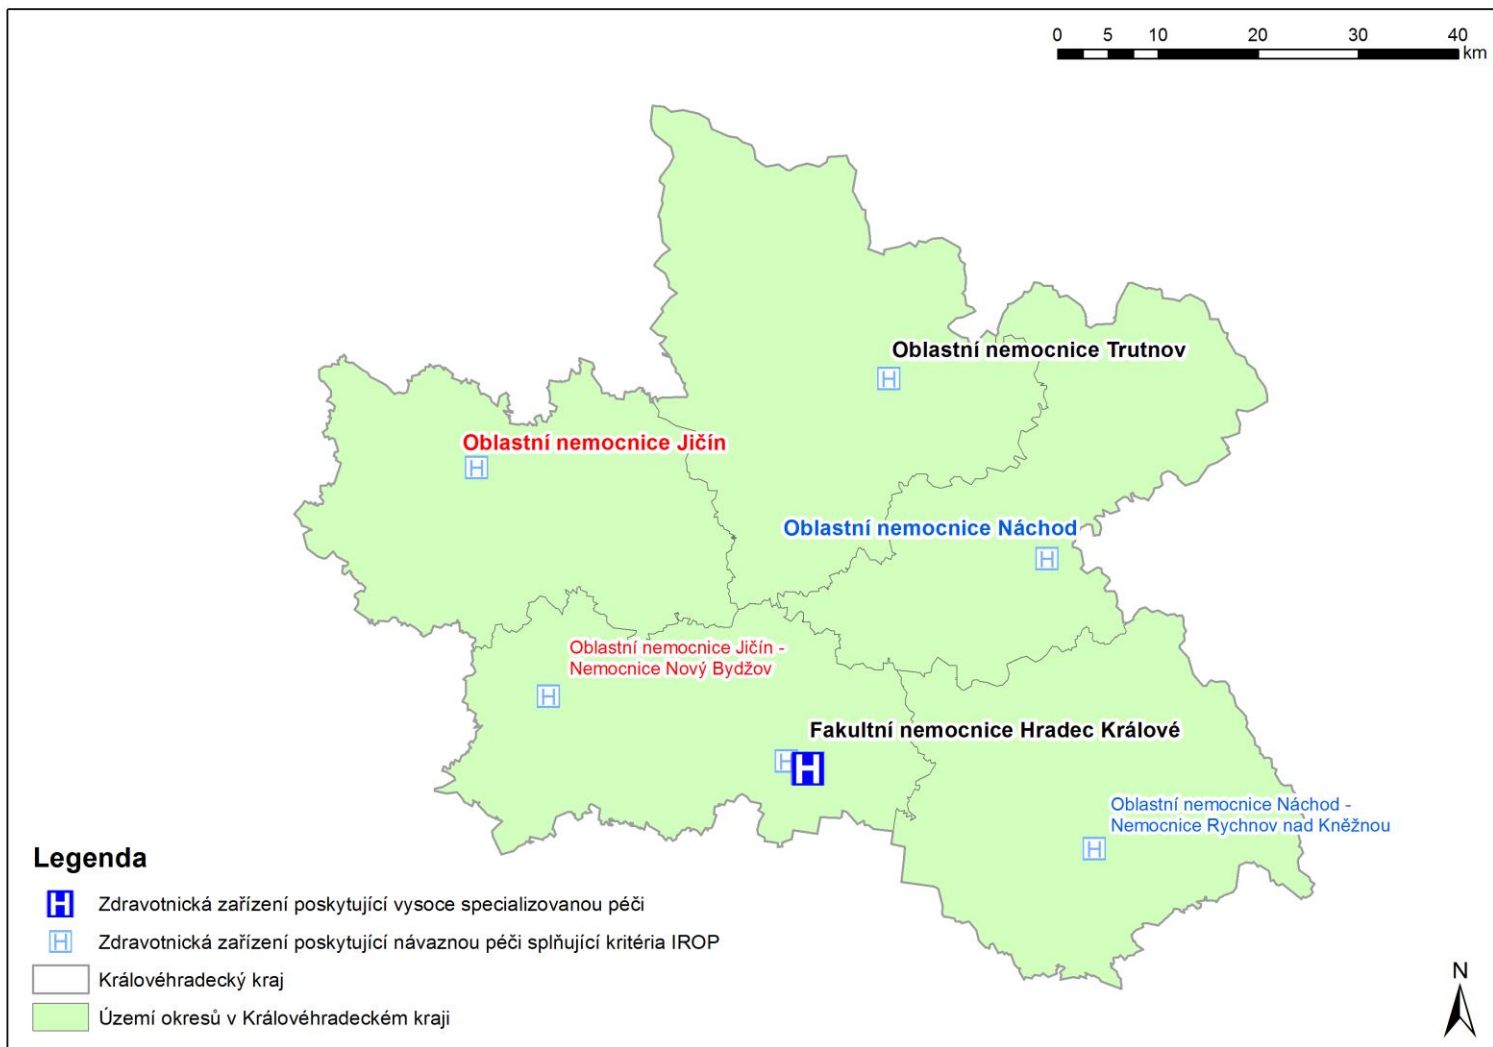 0 5 10 20 30 40
km
Oblastní nemocnice Trutnov
H
Oblastní nemocnice Jičín
H
Oblastní nemocnice Náchod
H
Oblastní nemocnice Jičín -
Nemocnice Nový Bydžov
H
Fakultní nemocnice Hradec Králové
H H
Oblastní nemocnice Náchod -
Nemocnice Rychnov nad Kněžnou
H
Legenda
H Zdravotnická zařízení poskytující vysoce specializovanou péči
H Zdravotnická zařízení poskytující návaznou péči splňující kritéria IROP
Královéhradecký kraj
Území okresů v Královéhradeckém kraji
N